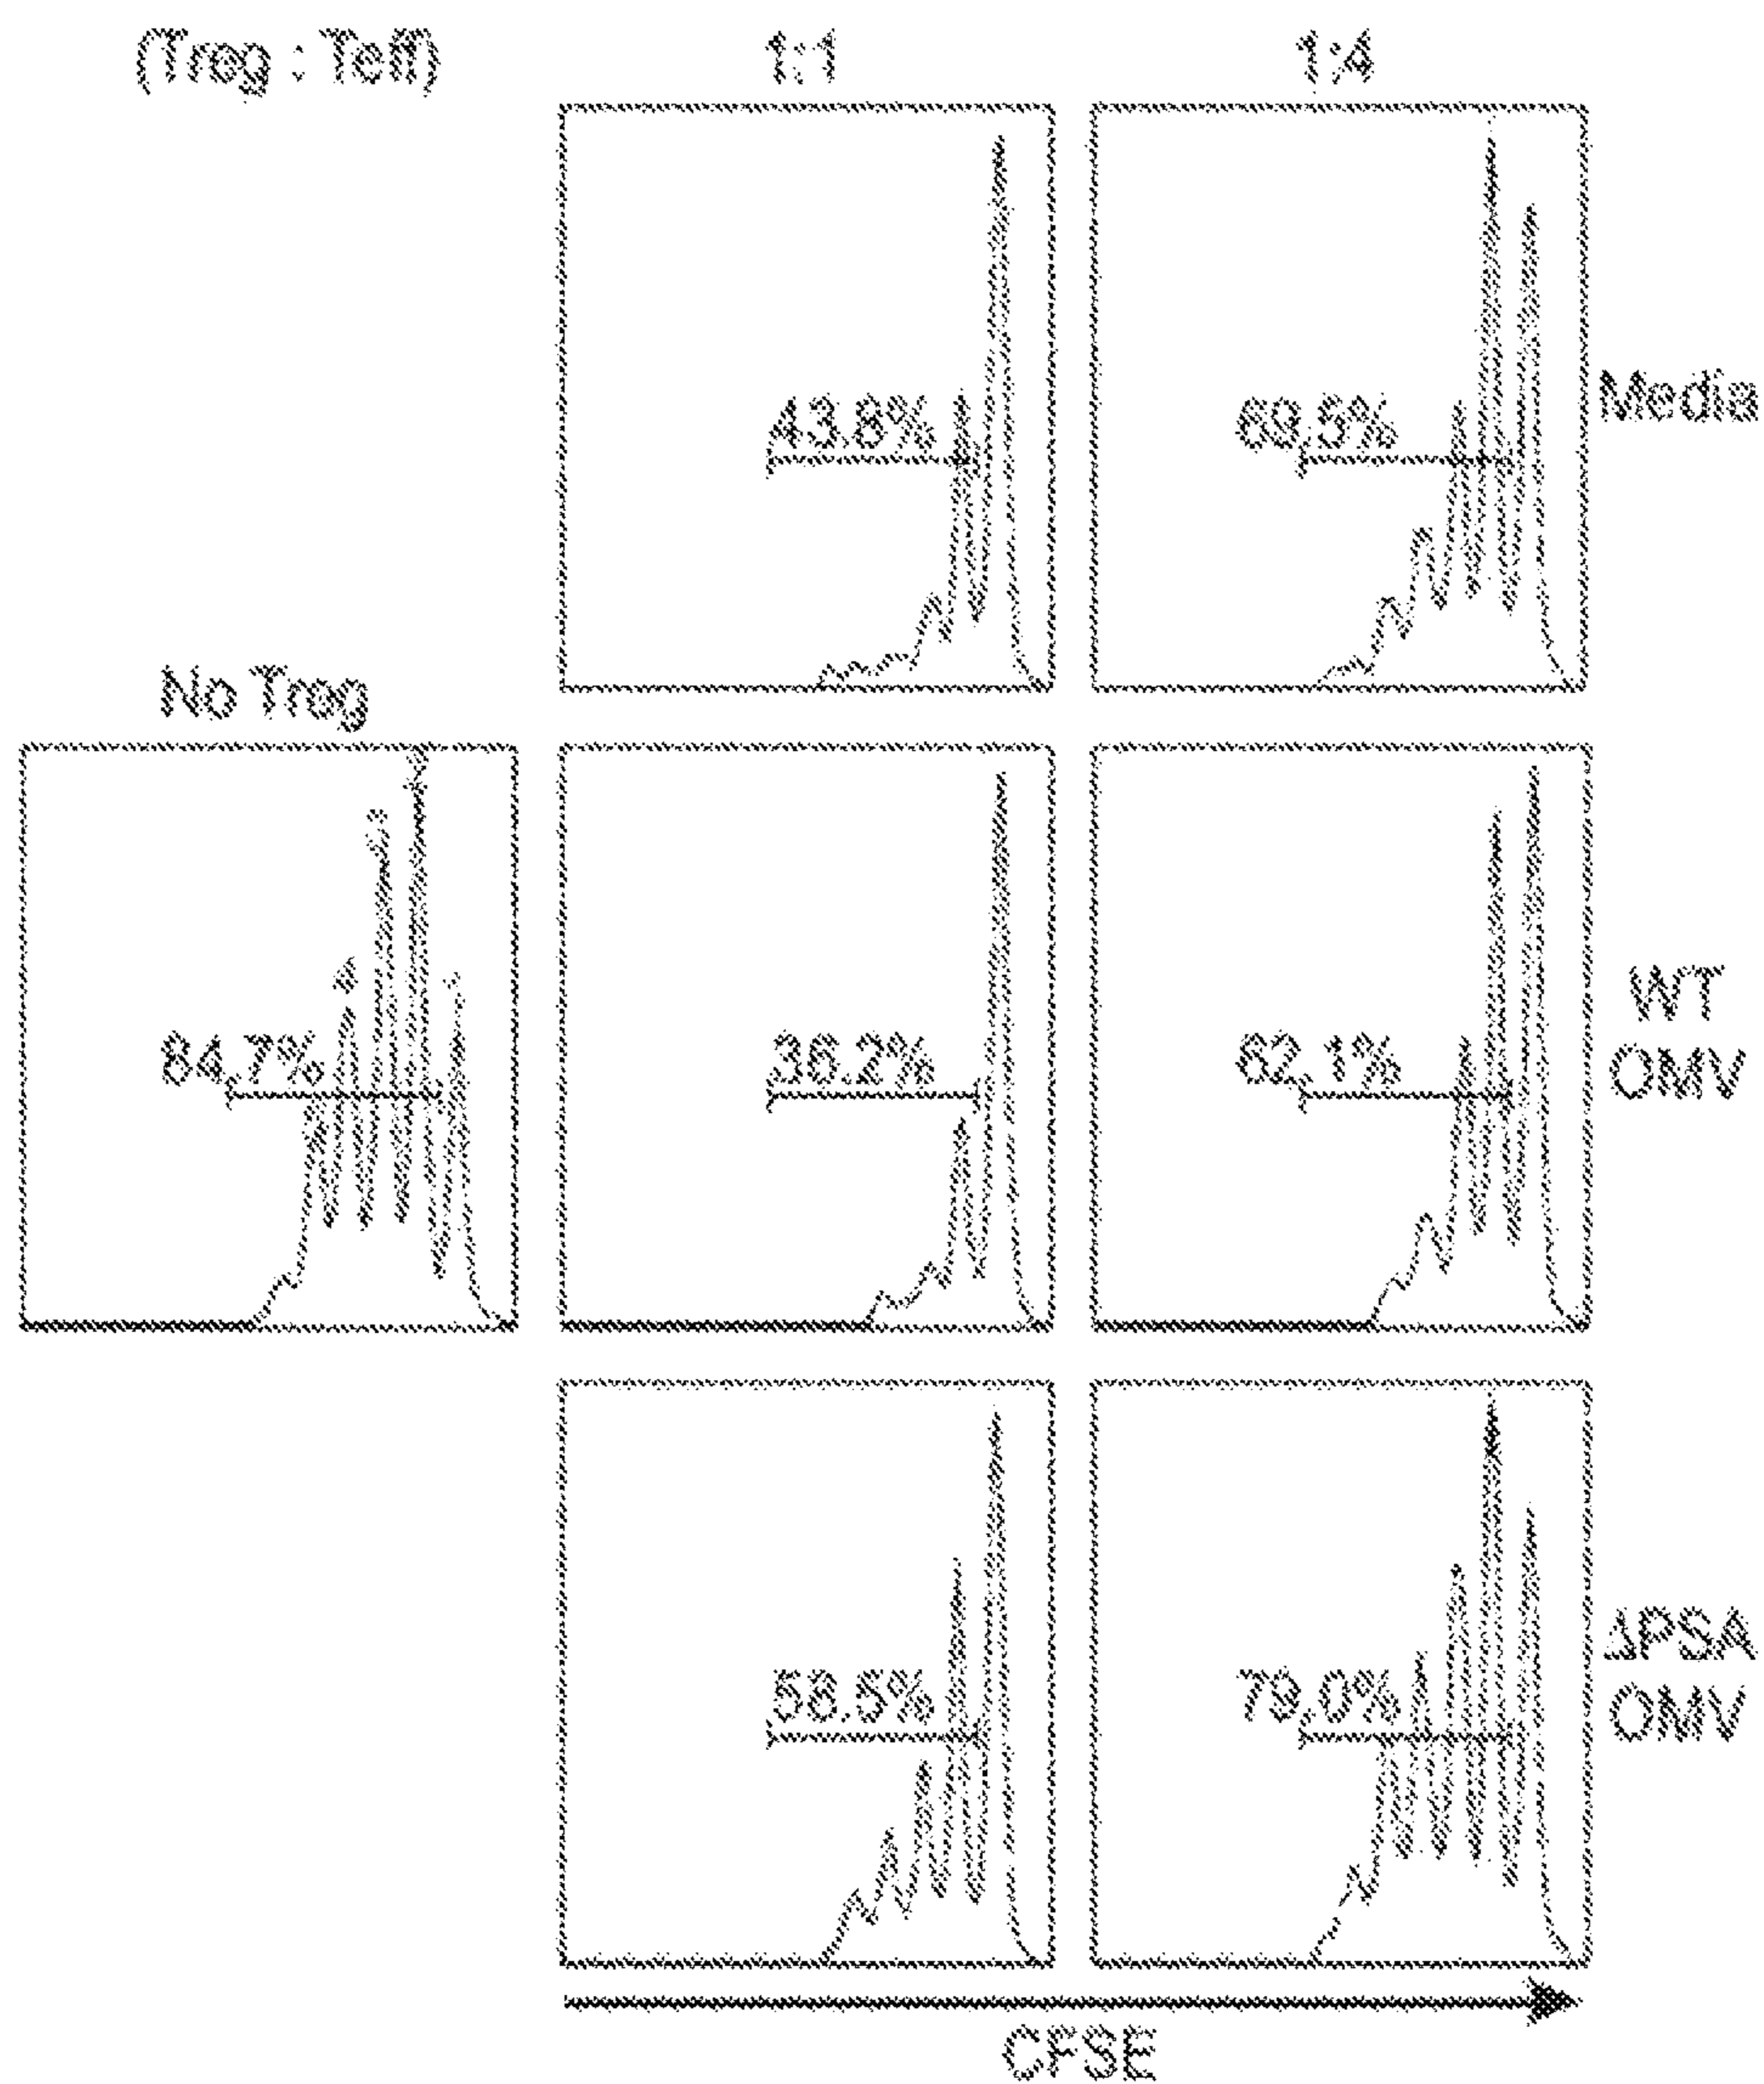 (Treg : Teff)
1:1
1:4
43.8%
69.5%
Media
No Treg
84.7%
36.2%
62.1%
WT
OMV
58.5%
79.0%
ΔPSA
OMV
CFSE